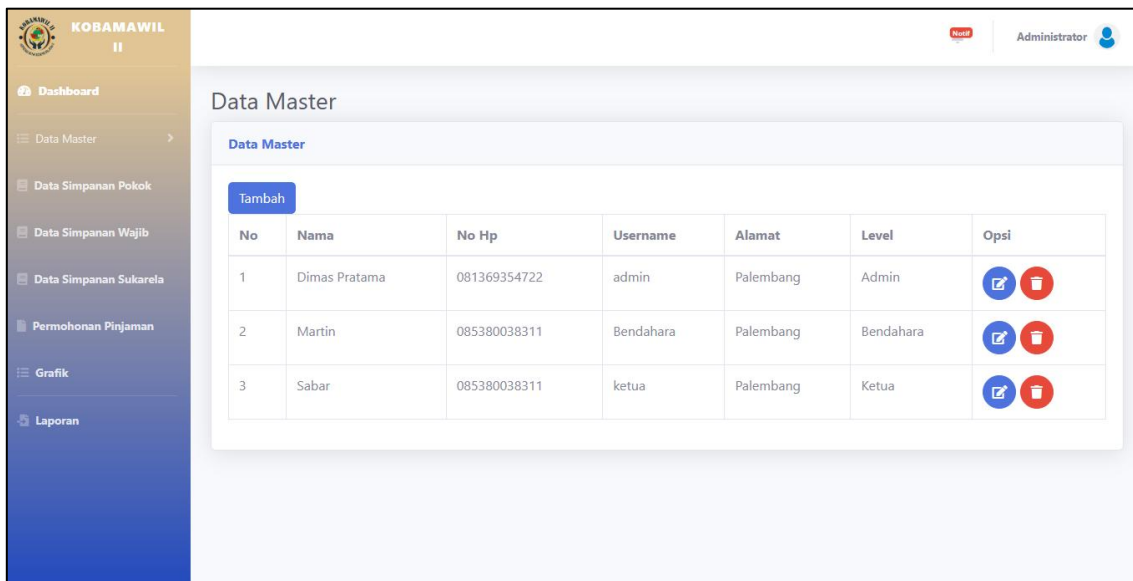 KOBAMAWIL
II
Notif
Administrator
Dashboard
Data Master
Data Simpanan Pokok
Data Simpanan Wajib
Data Simpanan Sukarela
Permohonan Pinjaman
Grafik
Laporan
Data Master
Data Master
Tambah
No Nama No Hp Username Alamat Level Opsi
1 Dimas Pratama 081369354722 admin Palembang Admin
2 Martin 085380038311 Bendahara Palembang Bendahara
3 Sabar 085380038311 ketua Palembang Ketua